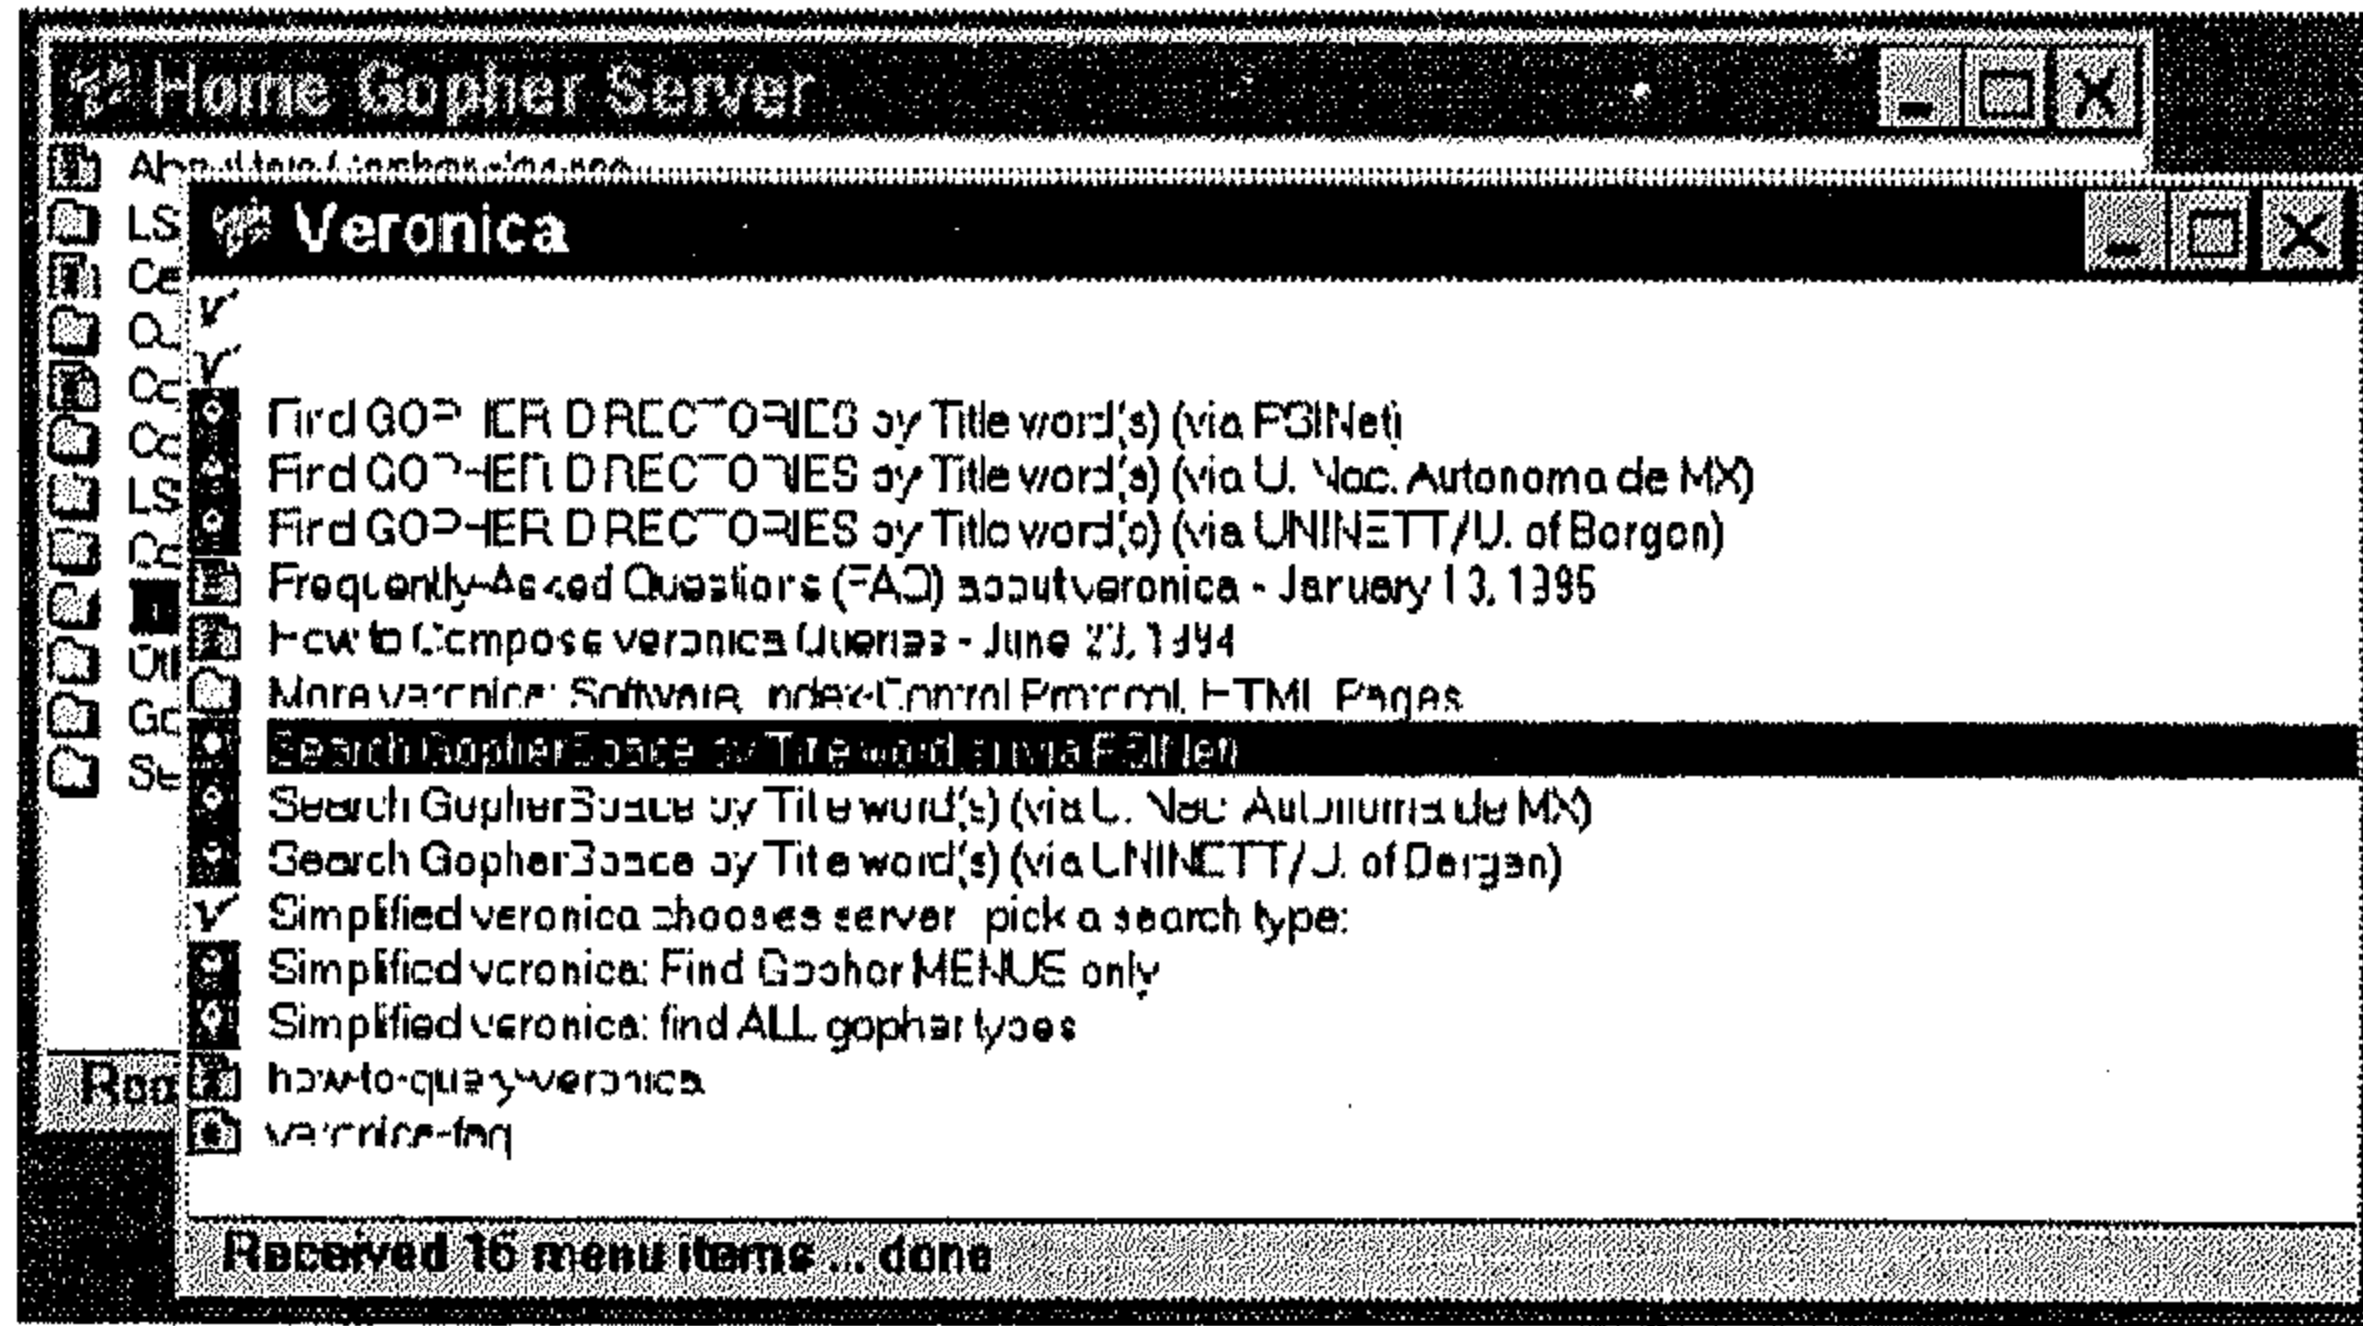 Home Gopher Server
LS
Veronica
Find GOPHER DIRECTORIES by Title word(s) (via PSINet)
Find GOPHER DIRECTORIES by Title word(s) (via U. Nac. Autonoma de MX)
Find GOPHER DIRECTORIES by Title word(s) (via UNINETT/U. of Bergen)
Frequently-Asked Questions (FAQ) about veronica - January 13, 1995
How to Compose veronica Queries - June 23, 1994
More veronica: Software, Index-Control Protocol, HTML Pages
LS
Search GopherSpace by Title word(s) (via PSINet)
Search GopherSpace by Title word(s) (via U. Nac. Autonoma de MX)
Search GopherSpace by Title word(s) (via UNINETT/U. of Bergen)
Simplified veronica chooses server pick a search type:
Simplified veronica: Find Gopher MENUS only
Simplified veronica: find ALL gopher types
how-to-query-veronica
veronica-faq
Received 16 menu items ... done